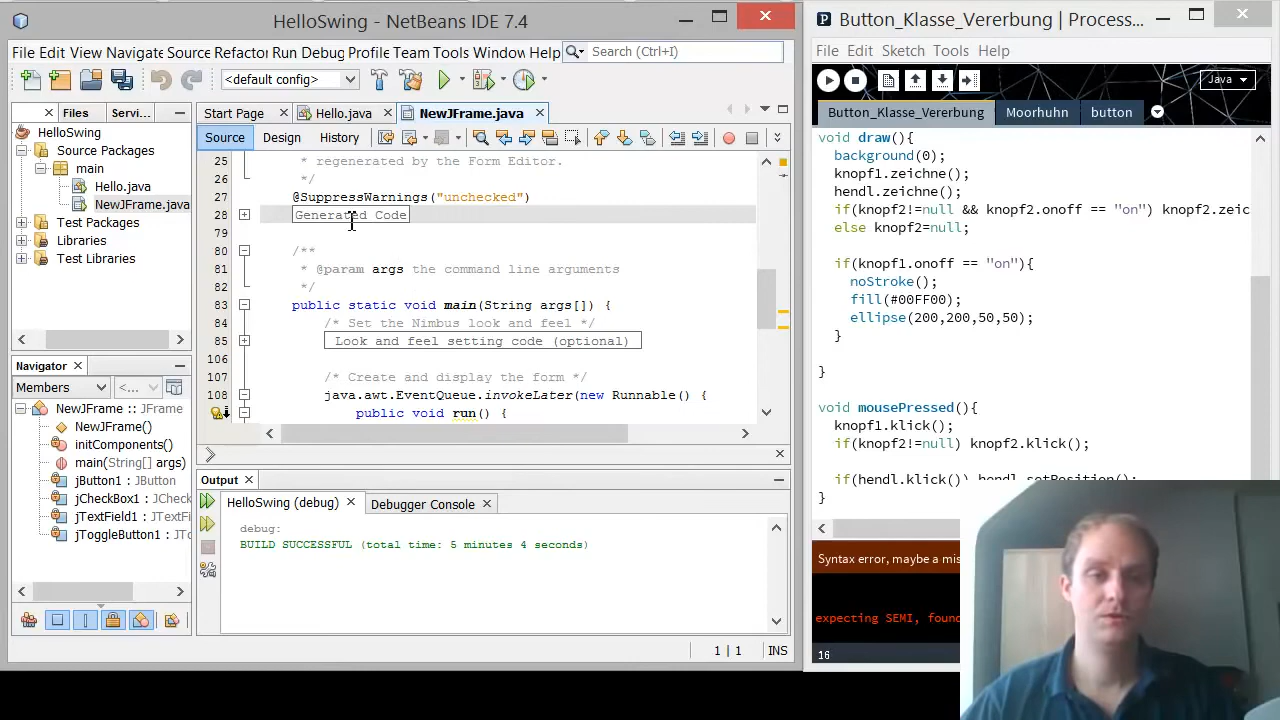 HelloSwing - NetBeans IDE 7.4
File Edit View Navigate Source Refactor Run Debug Profile Team Tools Window Help
Search (Ctrl+I)
<default config>
Files
Servi...
Start Page
Hello.java
NewJFrame.java
HelloSwing
Source Packages
main
Hello.java
NewJFrame.java
Test Packages
Libraries
Test Libraries
Source
Design
History
25 * regenerated by the Form Editor.
26 */
27 @SuppressWarnings("unchecked")
28 Generated Code
79
80 /**
81 * @param args the command line arguments
82 */
83 public static void main(String args[]) {
84 /* Set the Nimbus look and feel */
85 Look and feel setting code (optional)
106
107 /* Create and display the form */
108 java.awt.EventQueue.invokeLater(new Runnable() {
public void run() {
Navigator
Members
<...
NewJFrame :: JFrame
NewJFrame()
initComponents()
main(String[] args)
jButton1 : JButton
jCheckBox1 : JCheck
jTextField1 : JTextFi
jToggleButton1 : JTo
Output
HelloSwing (debug)
Debugger Console
debug:
BUILD SUCCESSFUL (total time: 5 minutes 4 seconds)
1 | 1
INS
Button_Klasse_Vererbung | Process...
File Edit Sketch Tools Help
Java
Button_Klasse_Vererbung
Moorhuhn
button
void draw(){
background(0);
knopf1.zeichne();
hendl.zeichne();
if(knopf2!=null && knopf2.onoff == "on") knopf2.zeic
else knopf2=null;
if(knopf1.onoff == "on"){
noStroke();
fill(#00FF00);
ellipse(200,200,50,50);
}
}
void mousePressed(){
knopf1.klick();
if(knopf2!=null) knopf2.klick();
if(hendl.klick()) hendl.setPosition();
}
Syntax error, maybe a mis
expecting SEMI, foun
16